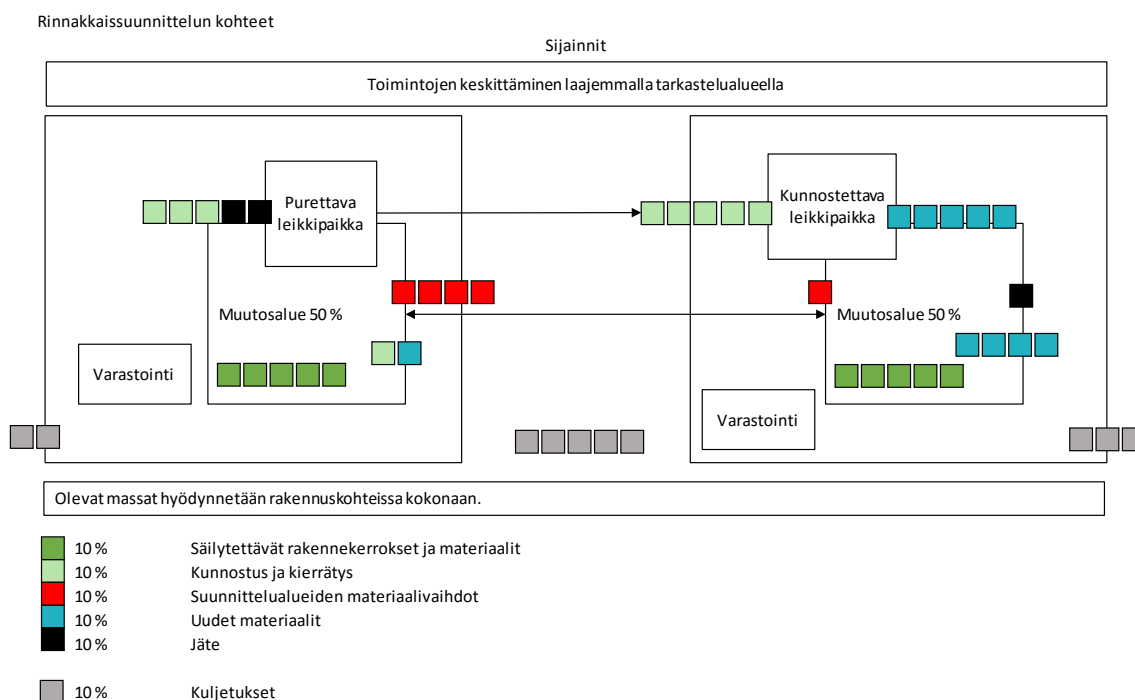 Rinnakkaissuunnittelun kohteet
Sijainnit
Toimintojen keskittäminen laajemmalla tarkastelualueella
Purettava
leikkipaikka
Kunnostettava
leikkipaikka
Muutosalue 50 %
Muutosalue 50 %
Varastointi
Varastointi
Olevat massat hyödynnetään rakennuskohteissa kokonaan.
10 % Säilytettävät rakennekerrokset ja materiaalit
10 % Kunnostus ja kierrätys
10 % Suunnittelualueiden materiaalivaihdot
10 % Uudet materiaalit
10 % Jäte
10 % Kuljetukset